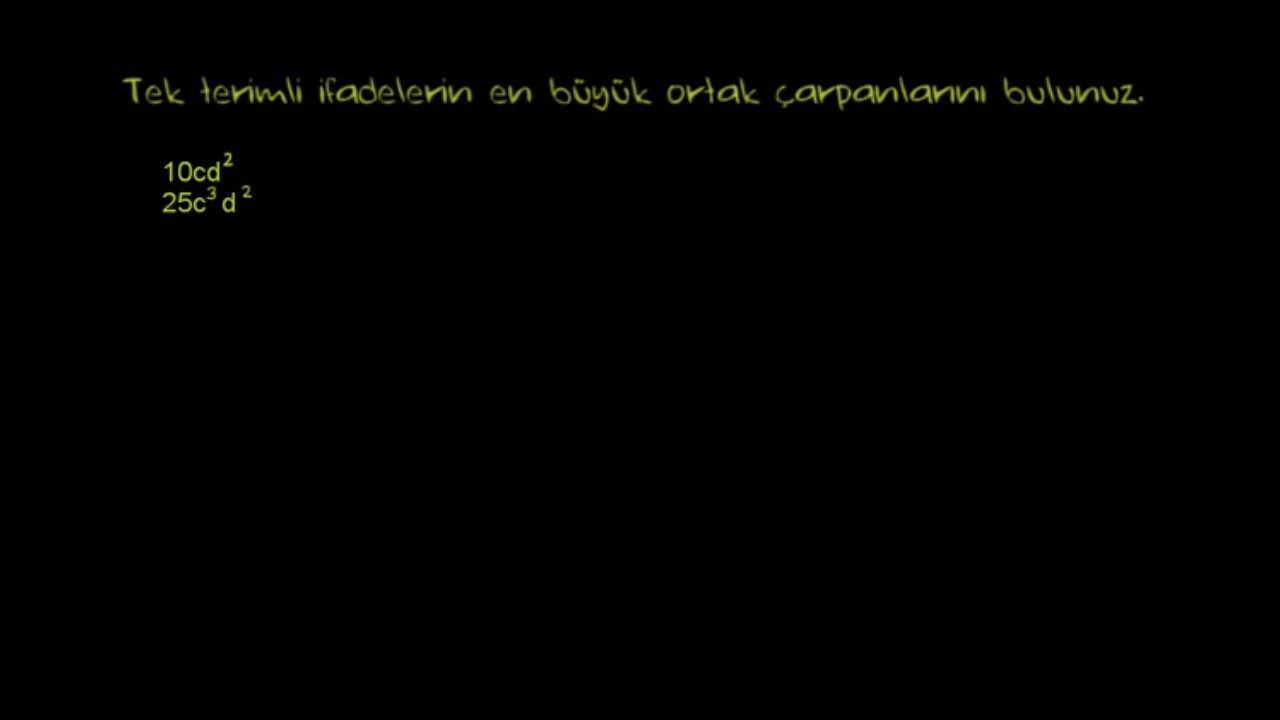 Tek terimli ifadelerin en büyük ortak çarpanlarını bulunuz.
10cd²
25c³d²